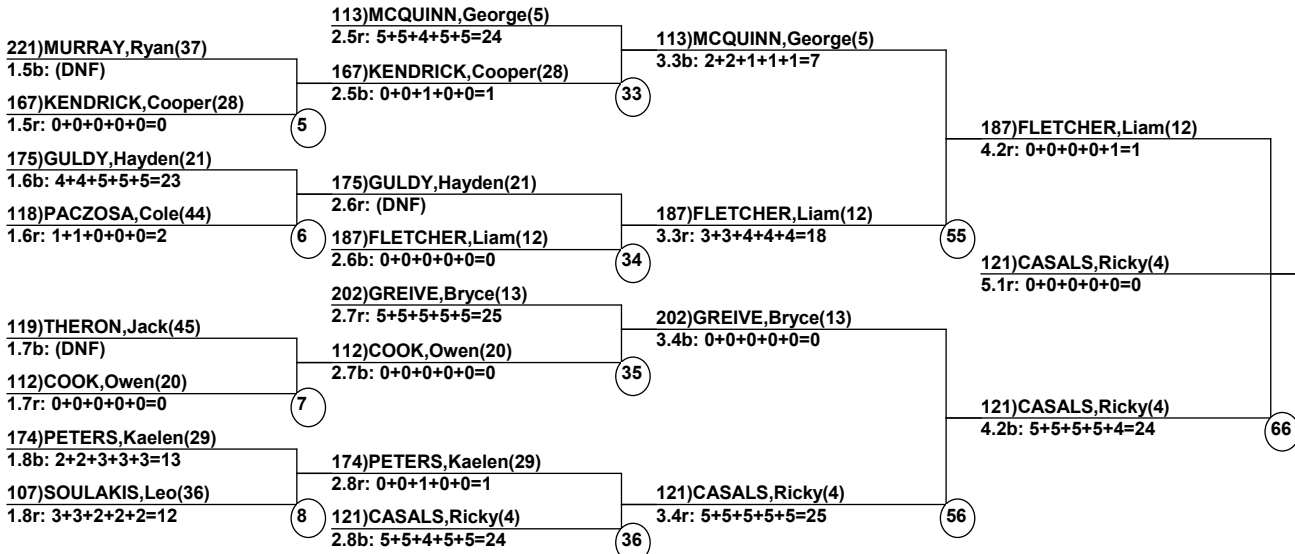 221)MURRAY,Ryan(37)
1.5b: (DNF)
167)KENDRICK,Cooper(28)
1.5r: 0+0+0+0+0=0
5
175)GULDY,Hayden(21)
1.6b: 4+4+5+5+5=23
118)PACZOSA,Cole(44)
1.6r: 1+1+0+0+0=2
6
119)THERON,Jack(45)
1.7b: (DNF)
112)COOK,Owen(20)
1.7r: 0+0+0+0+0=0
7
174)PETERS,Kaelen(29)
1.8b: 2+2+3+3+3=13
107)SOULAKIS,Leo(36)
1.8r: 3+3+2+2+2=12
8
113)MCQUINN,George(5)
2.5r: 5+5+4+5+5=24
167)KENDRICK,Cooper(28)
2.5b: 0+0+1+0+0=1
33
175)GULDY,Hayden(21)
2.6r: (DNF)
187)FLETCHER,Liam(12)
2.6b: 0+0+0+0+0=0
34
202)GREIVE,Bryce(13)
2.7r: 5+5+5+5+5=25
112)COOK,Owen(20)
2.7b: 0+0+0+0+0=0
35
174)PETERS,Kaelen(29)
2.8r: 0+0+1+0+0=1
121)CASALS,Ricky(4)
2.8b: 5+5+4+5+5=24
36
113)MCQUINN,George(5)
3.3b: 2+2+1+1+1=7
187)FLETCHER,Liam(12)
3.3r: 3+3+4+4+4=18
55
202)GREIVE,Bryce(13)
3.4b: 0+0+0+0+0=0
121)CASALS,Ricky(4)
3.4r: 5+5+5+5+5=25
56
187)FLETCHER,Liam(12)
4.2r: 0+0+0+0+1=1
121)CASALS,Ricky(4)
4.2b: 5+5+5+5+4=24
66
121)CASALS,Ricky(4)
5.1r: 0+0+0+0+0=0